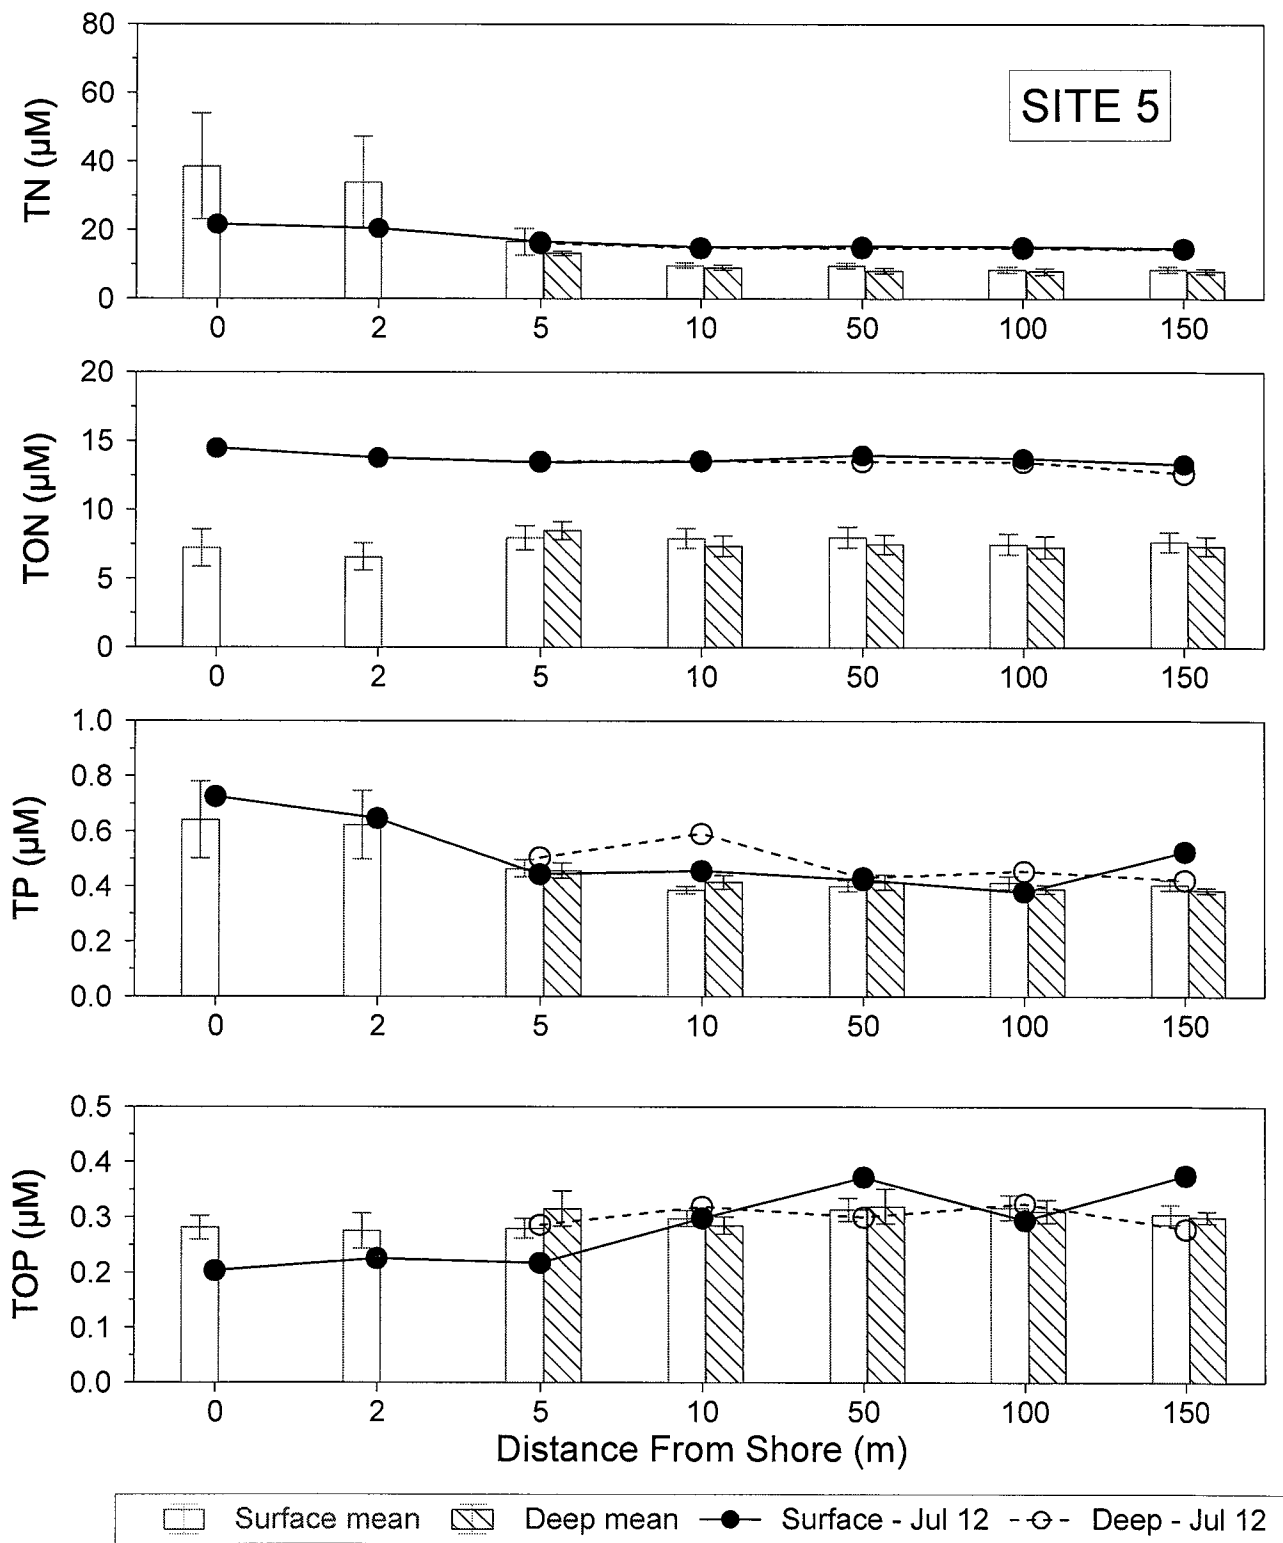 80
60
40
20
0
TN (µM)
SITE 5
0 2 5 10 50 100 150
20
15
10
5
0
TON (µM)
0 2 5 10 50 100 150
1.0
0.8
0.6
0.4
0.2
0.0
TP (µM)
0 2 5 10 50 100 150
0.5
0.4
0.3
0.2
0.1
0.0
TOP (µM)
0 2 5 10 50 100 150
Distance From Shore (m)
Surface mean Deep mean Surface - Jul 12 Deep - Jul 12